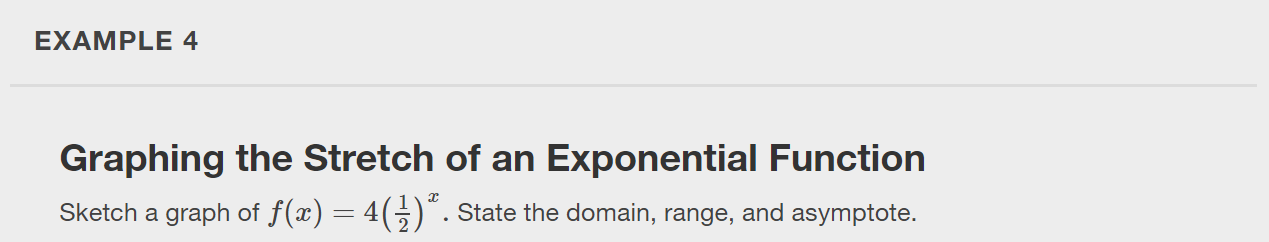 EXAMPLE 4
Graphing the Stretch of an Exponential Function
Sketch a graph of f(x) = 4(1/2)^x. State the domain, range, and asymptote.